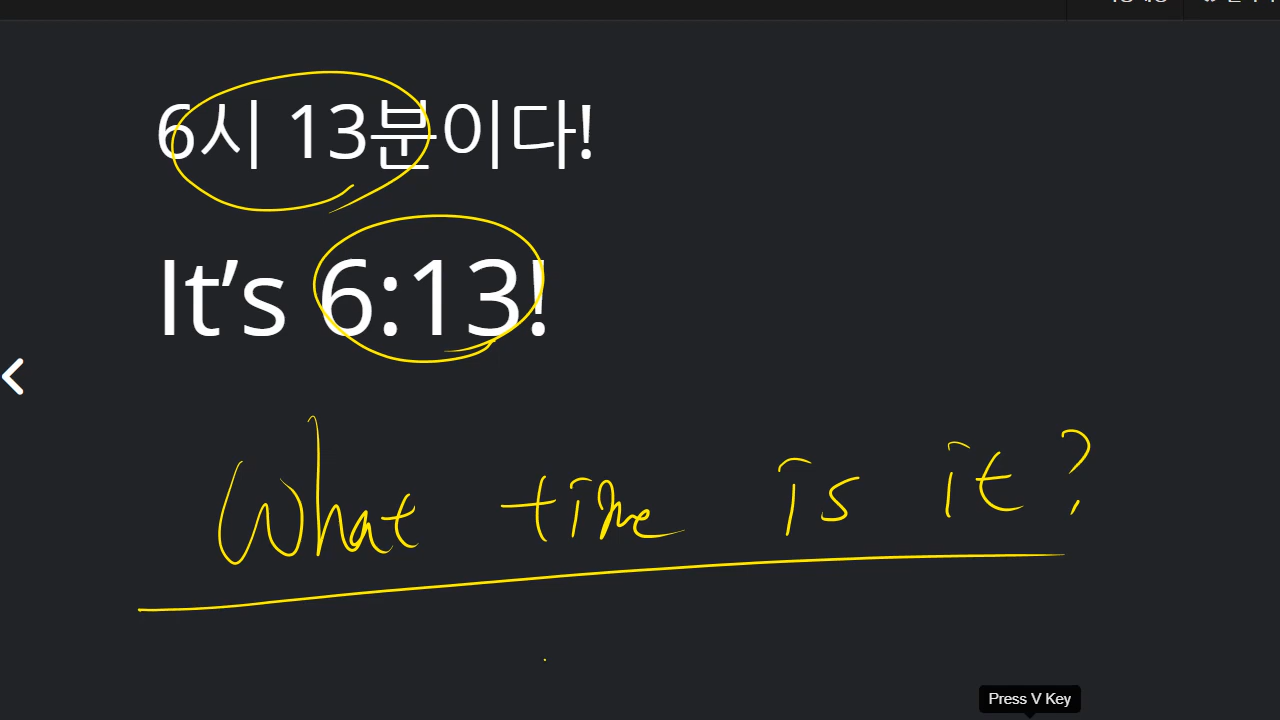 6시 13분이다!
It’s 6:13!
What time is it?
Press V Key